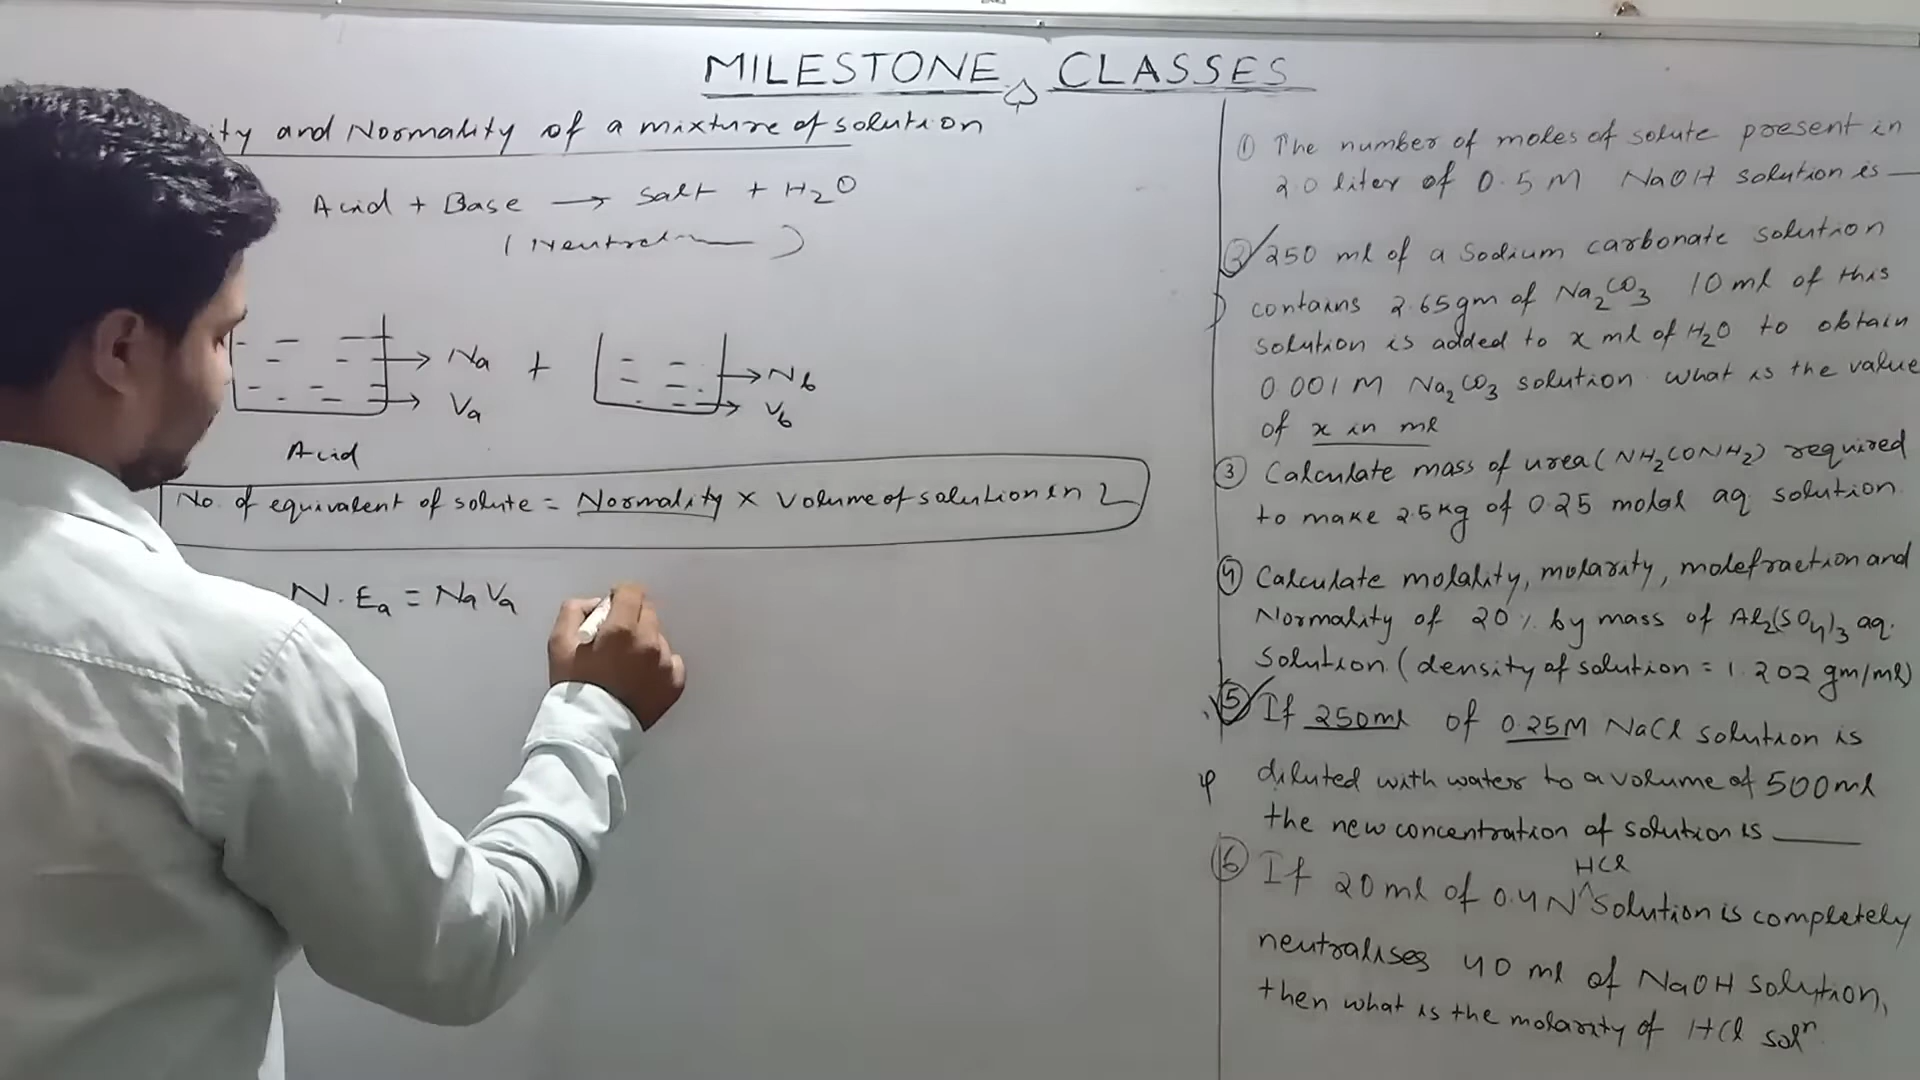 MILESTONE CLASSES
ity and Normality of a mixture of solution
Acid + Base → Salt + H2O
Na + Nb
Va Vb
Acid
No. of equivalent of solute = Normality × Volume of solution in L
N. Ea = NaVa
① The number of moles of solute present in
2.0 liter of 0.5 M NaOH solution is
② 250 ml of a Sodium carbonate solution
contains 2.65gm of Na2CO3 10 ml of this
solution is added to x ml of H2O to obtain
0.001 M Na2CO3 solution. What is the value
of x in ml
③ Calculate mass of urea (NH2CONH2) required
to make 2.5kg of 0.25 molal aq solution
④ Calculate molality, molarity, molefraction and
Normality of 20% by mass of Al2(SO4)3 aq.
Solution (density of solution = 1.202 gm/ml)
⑤ If 250ml of 0.25M NaCl solution is
diluted with water to a volume of 500ml
the new concentration of solution is
HCl
⑥ If 20 ml of 0.4N solution is completely
neutralises 40 ml of NaOH solution,
then what is the molarity of HCl solⁿ.